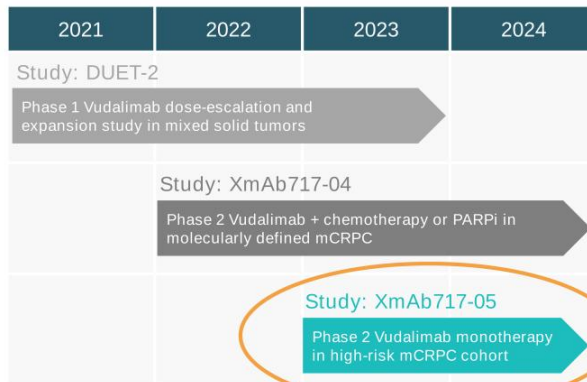 2021 2022 2023 2024
Study: DUET-2
Phase 1 Vudalimab dose-escalation and
expansion study in mixed solid tumors
Study: XmAb717-04
Phase 2 Vudalimab + chemotherapy or PARPi in
molecularly defined mCRPC
Study: XmAb717-05
Phase 2 Vudalimab monotherapy
in high-risk mCRPC cohort